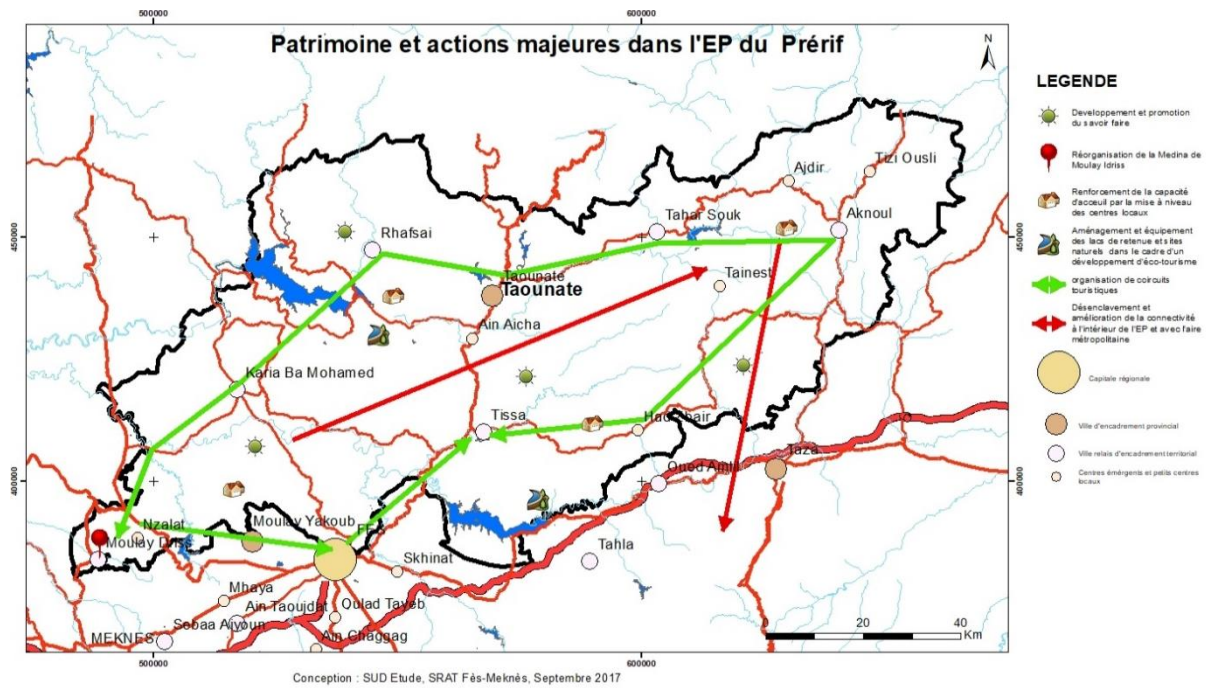 500000
600000
Patrimoine et actions majeures dans l'EP du Prérif
N
LEGENDE
Developpement et promotion
du savoir faire
Réorganisation de la Medina de
Moulay Idriss
Renforcement de la capacité
d'acceuil par la mise à niveau
des centres locaux
Aménagement et équipement
des lacs de retenue et sites
naturels dans le cadre d'un
développement d'éco-tourisme
organisation de coircuits
touristiques
Désenclavement et
amélioration de la connectivité
à l'intérieur de l'EP et avec faire
métropolitaine
Capitale régionale
Ville d'encadrement provincial
Ville relais d'encadrement territorial
Centres émérgents et petits centres
locaux
Ajdir
Tizi Ousli
Tahar Souk
Aknoul
450000
450000
Rhafsai
Taounate
Taounate
Tainest
Ain Aicha
Karia Ba Mohamed
Tissa
Oued Amlil
Taza
400000
400000
Nzalat
Moulay Yakoub
Moulay Idriss
Skhinat
Tahla
Mhaya
Ain Taoujdat
Oulad Tayeb
Sebaa Aiyoun
MEKNES
Ain Chaggag
0 20 40
Km
500000
600000
Conception : SUD Etude, SRAT Fès-Meknès, Septembre 2017